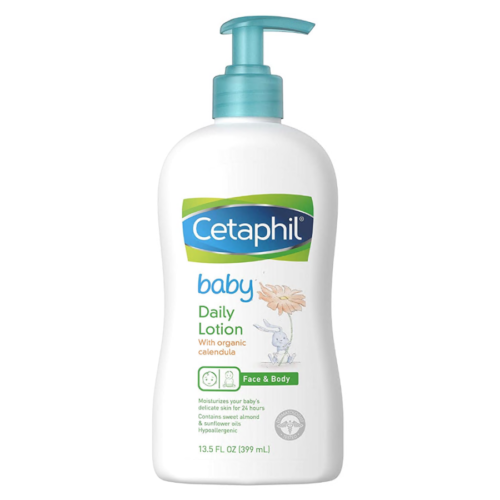 Cetaphil®
baby
Daily
Lotion
With organic
calendula
Face & Body
Moisturizes your baby's
delicate skin for 24 hours
Contains sweet almond
& sunflower oils
Hypoallergenic
13.5 FL OZ (399 mL)